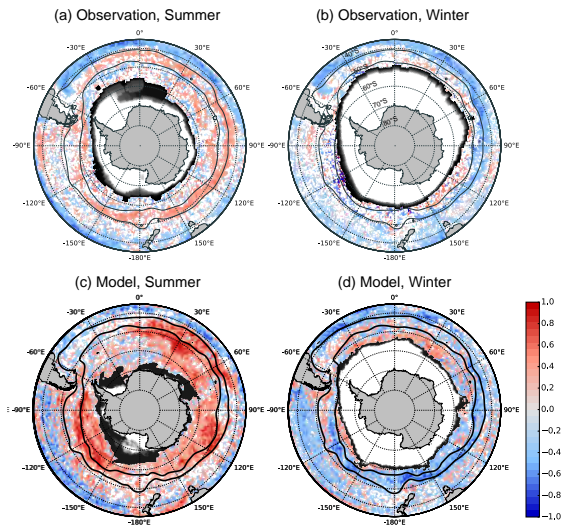 (a) Observation, Summer
(b) Observation, Winter
0°
0°
-30°E
30°E
-30°E
30°E
-60°E
60°E
-60°E
60°E
-60°S
-70°S
-90°E
90°E
-90°E
90°E
-120°E
120°E
-120°E
120°E
-150°E
150°E
-150°E
150°E
-180°E
-180°E
(c) Model, Summer
(d) Model, Winter
0°
0°
-30°E
30°E
-30°E
30°E
-60°E
60°E
-60°E
60°E
90°E
90°E
-120°E
120°E
-120°E
120°E
-150°E
150°E
-150°E
150°E
-180°E
-180°E
1.0
0.8
0.6
0.4
0.2
0.0
−0.2
−0.4
−0.6
−0.8
−1.0